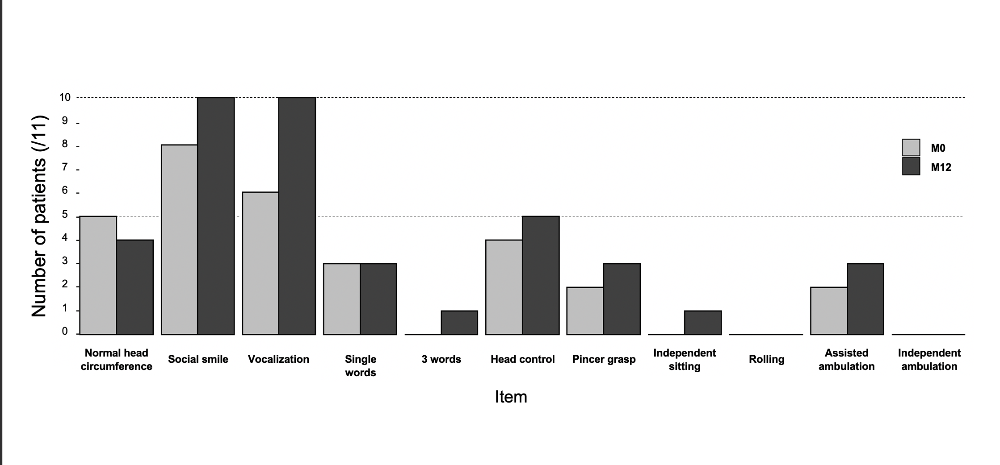 Number of patients (/11)
10
9
8
7
6
5
4
3
2
1
0
M0
M12
Normal head
circumference
Social smile
Vocalization
Single
words
3 words
Head control
Pincer grasp
Independent
sitting
Rolling
Assisted
ambulation
Independent
ambulation
Item